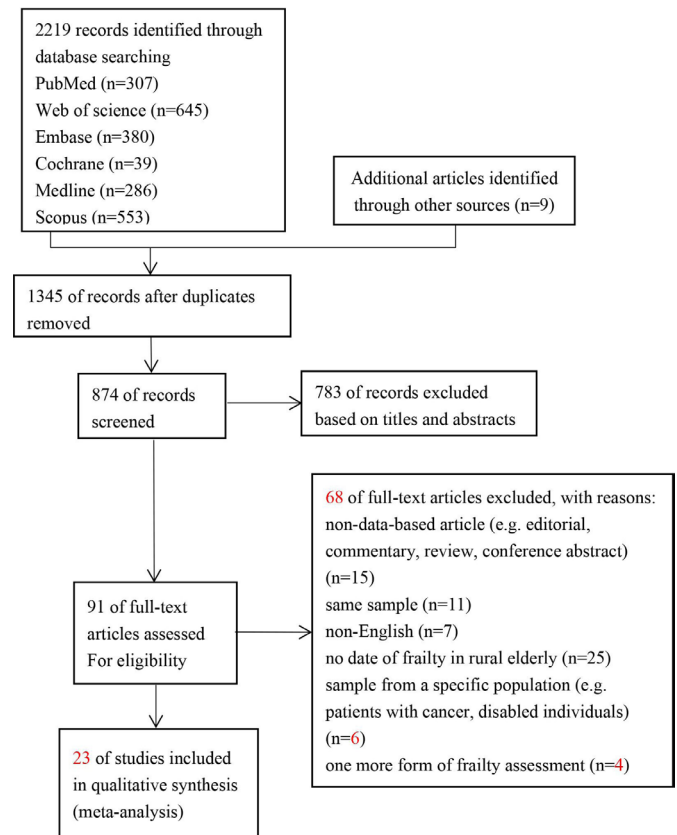 2219 records identified through
database searching
PubMed (n=307)
Web of science (n=645)
Embase (n=380)
Cochrane (n=39)
Medline (n=286)
Scopus (n=553)
Additional articles identified
through other sources (n=9)
1345 of records after duplicates
removed
874 of records
screened
783 of records excluded
based on titles and abstracts
68 of full-text articles excluded, with reasons:
non-data-based article (e.g. editorial,
commentary, review, conference abstract)
(n=15)
same sample (n=11)
non-English (n=7)
no date of frailty in rural elderly (n=25)
sample from a specific population (e.g.
patients with cancer, disabled individuals)
(n=6)
one more form of frailty assessment (n=4)
91 of full-text
articles assessed
For eligibility
23 of studies included
in qualitative synthesis
(meta-analysis)